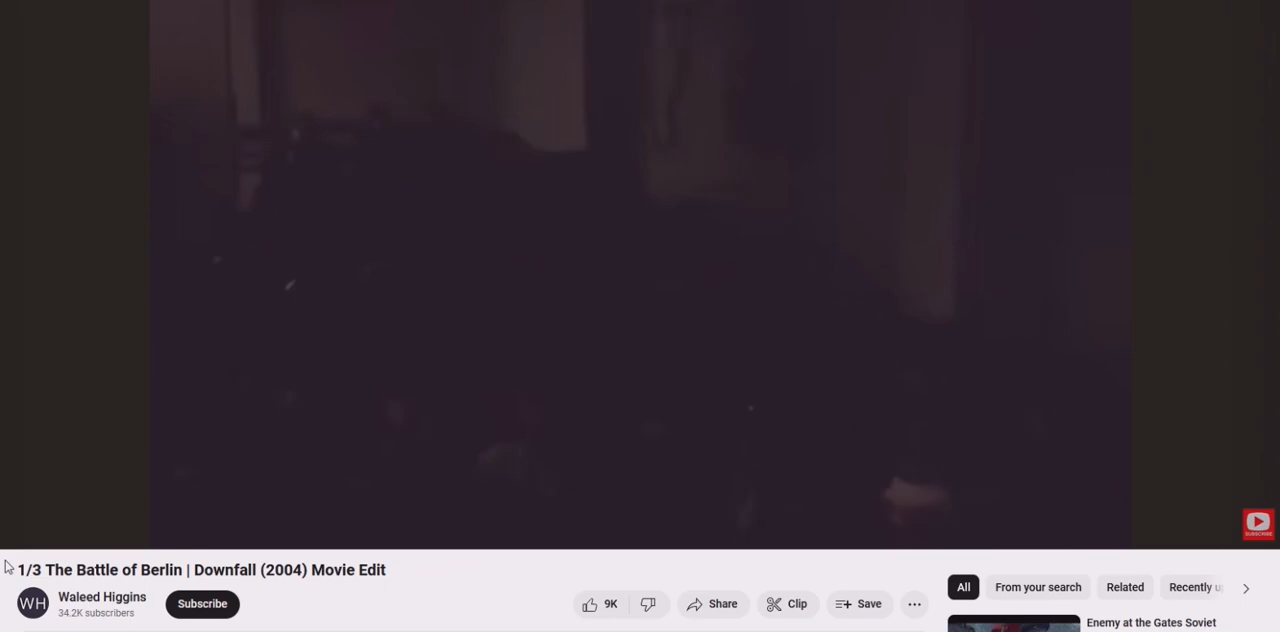 SUBSCRIBE
1/3 The Battle of Berlin | Downfall (2004) Movie Edit
WH
Waleed Higgins
34.2K subscribers
Subscribe
9K
Share
Clip
Save
All
From your search
Related
Recently
Enemy at the Gates Soviet